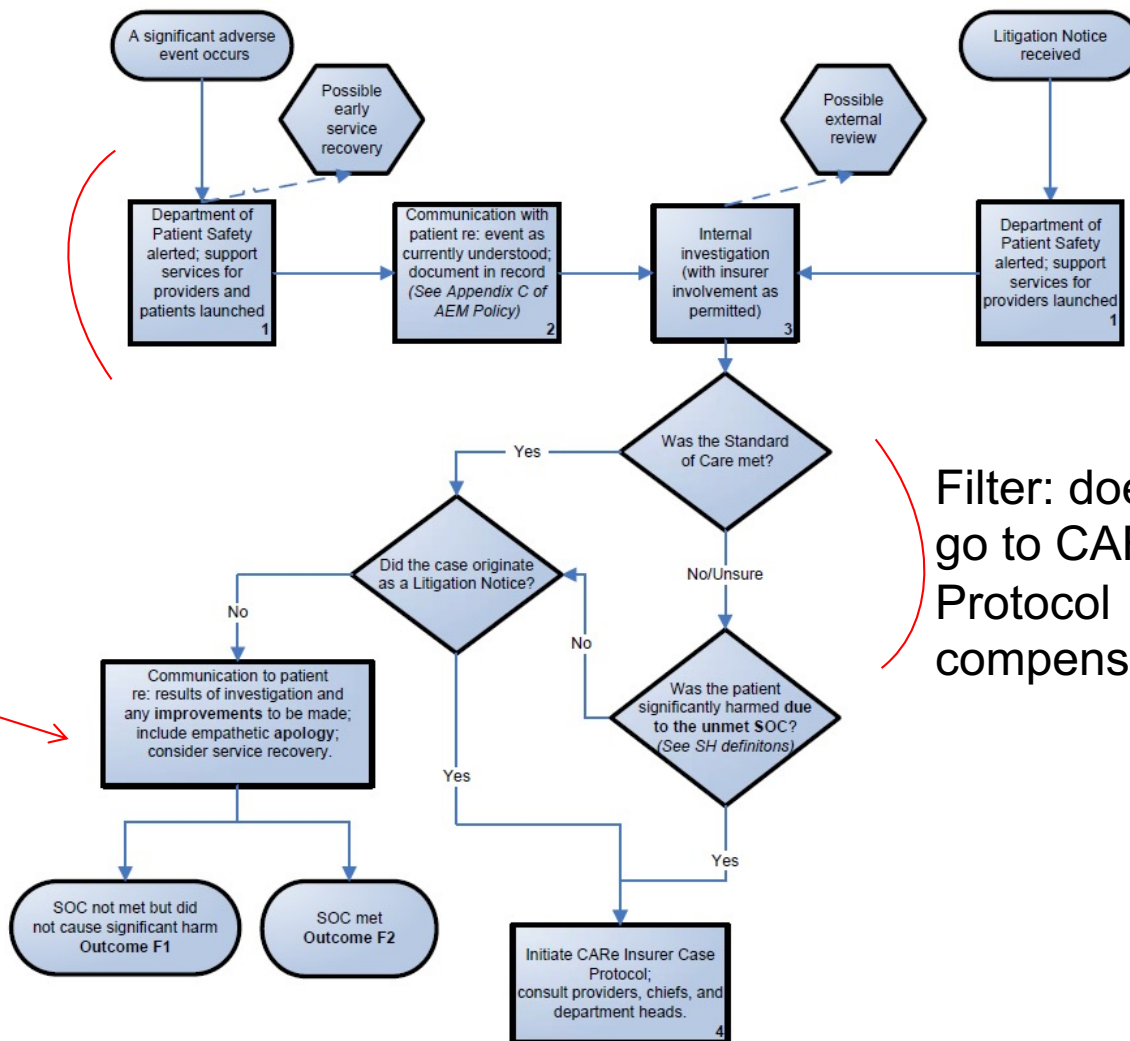 A significant adverse
event occurs
Litigation Notice
received
Possible
early
service
recovery
Possible
external
review
Department of
Patient Safety
alerted; support
services for
providers and
patients launched
1
Communication with
patient re: event as
currently understood;
document in record
(See Appendix C of
AEM Policy)
2
Internal
investigation
(with insurer
involvement as
permitted)
3
Department of
Patient Safety
alerted; support
services for
providers launched
1
Was the Standard
of Care met?
Yes
No/Unsure
Did the case originate
as a Litigation Notice?
No
No
Yes
Was the patient
significantly harmed due
to the unmet SOC?
(See SH definitons)
Yes
Communication to patient
re: results of investigation and
any improvements to be made;
include empathetic apology;
consider service recovery.
SOC not met but did
not cause significant harm
Outcome F1
SOC met
Outcome F2
Initiate CARe Insurer Case
Protocol;
consult providers, chiefs, and
department heads.
4
Filter:
go to
Protocol